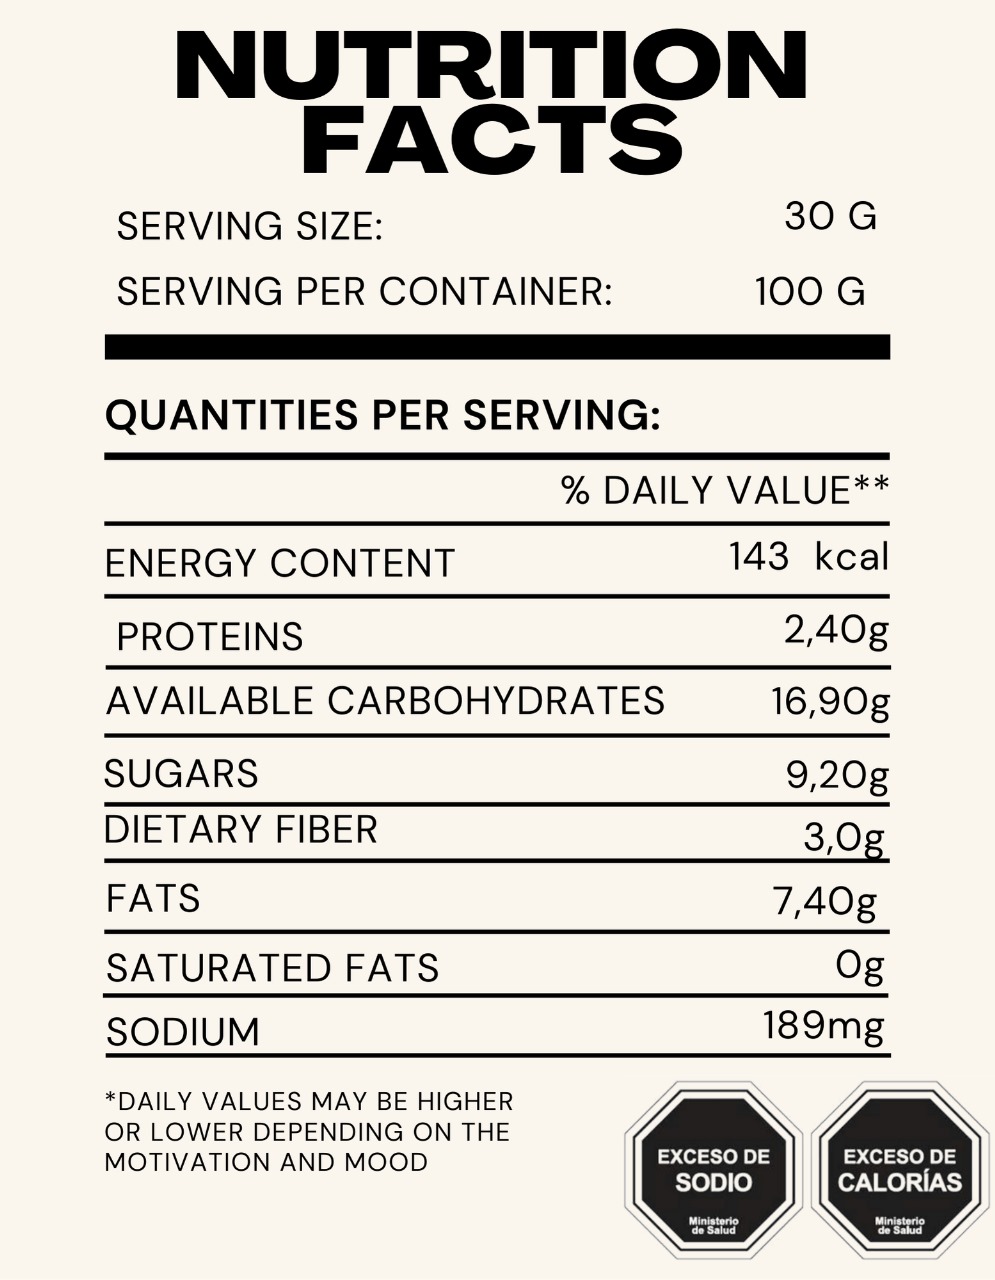 NUTRITION
FACTS
SERVING SIZE: 30 G
SERVING PER CONTAINER: 100 G
QUANTITIES PER SERVING:
% DAILY VALUE**
ENERGY CONTENT 143 kcal
PROTEINS 2,40g
AVAILABLE CARBOHYDRATES 16,90g
SUGARS 9,20g
DIETARY FIBER 3,0g
FATS 7,40g
SATURATED FATS 0g
SODIUM 189mg
*DAILY VALUES MAY BE HIGHER
OR LOWER DEPENDING ON THE
MOTIVATION AND MOOD
EXCESO DE
SODIO
Ministerio
de Salud
EXCESO DE
CALORÍAS
Ministerio
de Salud